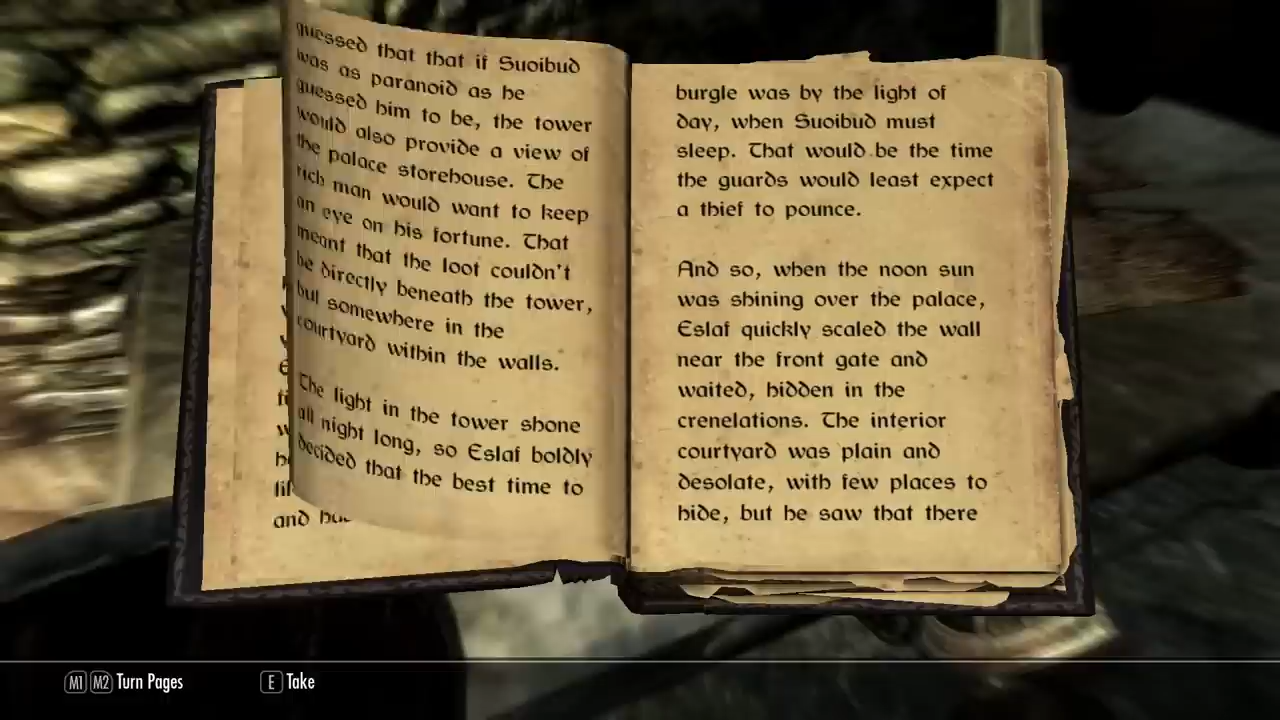 guessed that that if Suoibud
was as paranoid as he
guessed him to be, the tower
would also provide a view of
the palace storehouse. The
rich man would want to keep
an eye on his fortune. That
meant that the loot couldn't
be directly beneath the tower,
but somewhere in the
courtyard within the walls.
The light in the tower shone
all night long, so Eslaf boldly
decided that the best time to
and
burgle was by the light of
day, when Suoibud must
sleep. That would be the time
the guards would least expect
a thief to pounce.
And so, when the noon sun
was shining over the palace,
Eslaf quickly scaled the wall
near the front gate and
waited, hidden in the
crenelations. The interior
courtyard was plain and
desolate, with few places to
hide, but he saw that there
M1 M2 Turn Pages
E Take